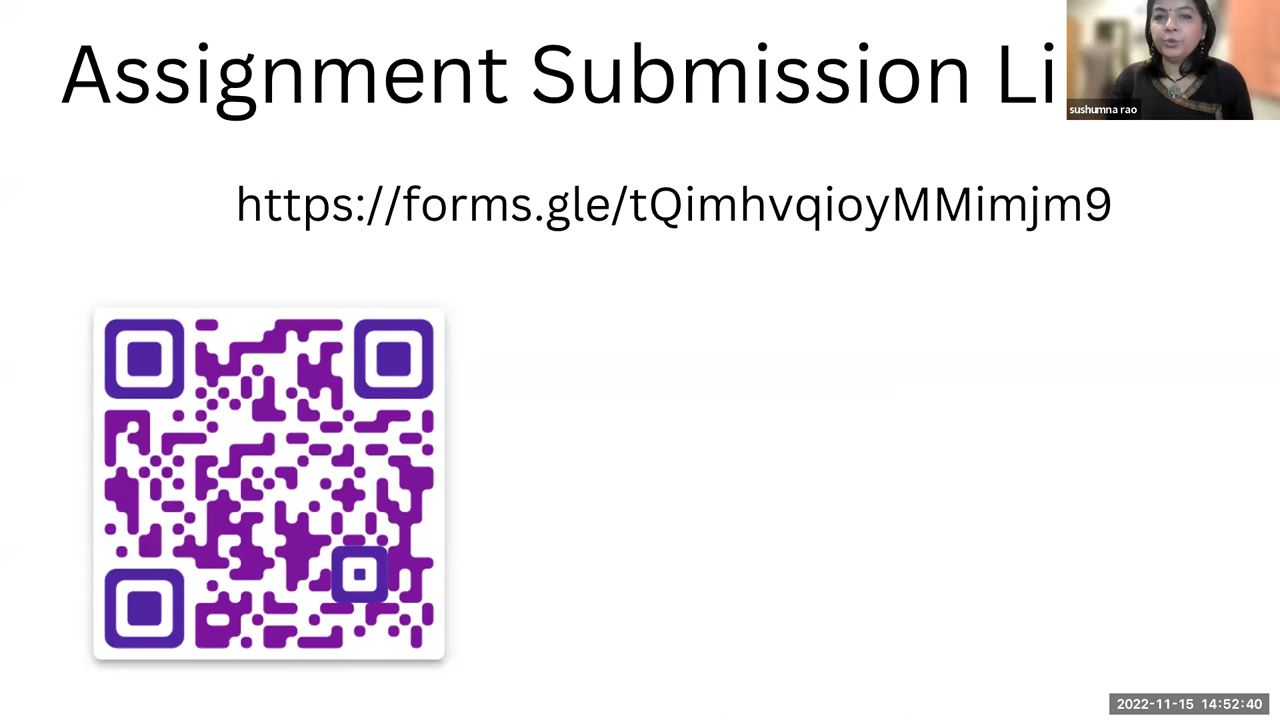 Assignment Submission Li
sushumna rao
https://forms.gle/tQimhvqioyMMimjm9
2022-11-15 14:52:40